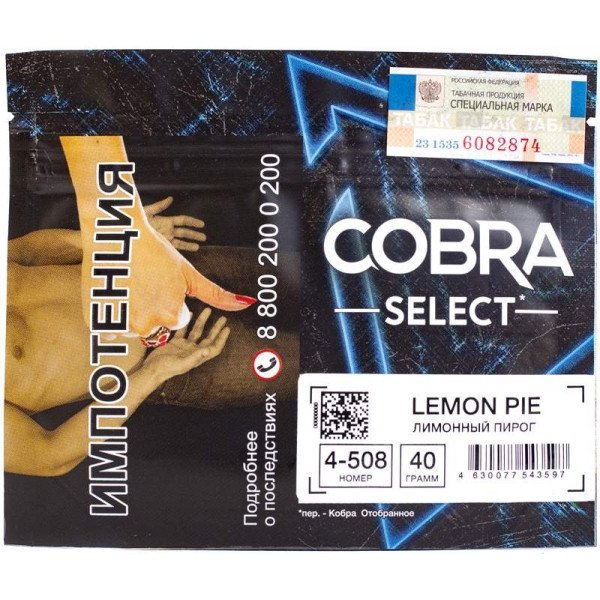 ИМПОТЕНЦИЯ
Подробнее
о последствиях
8 800 200 0 200
РОССИЙСКАЯ ФЕДЕРАЦИЯ
ТАБАЧНАЯ ПРОДУКЦИЯ
СПЕЦИАЛЬНАЯ МАРКА
ТАБАК ТАБАК ТАБАК
23 1535 6082874
COBRA
SELECT*
LEMON PIE
ЛИМОННЫЙ ПИРОГ
4-508
НОМЕР
40
ГРАММ
4 630077 543597
*пер. - Кобра Отобранное